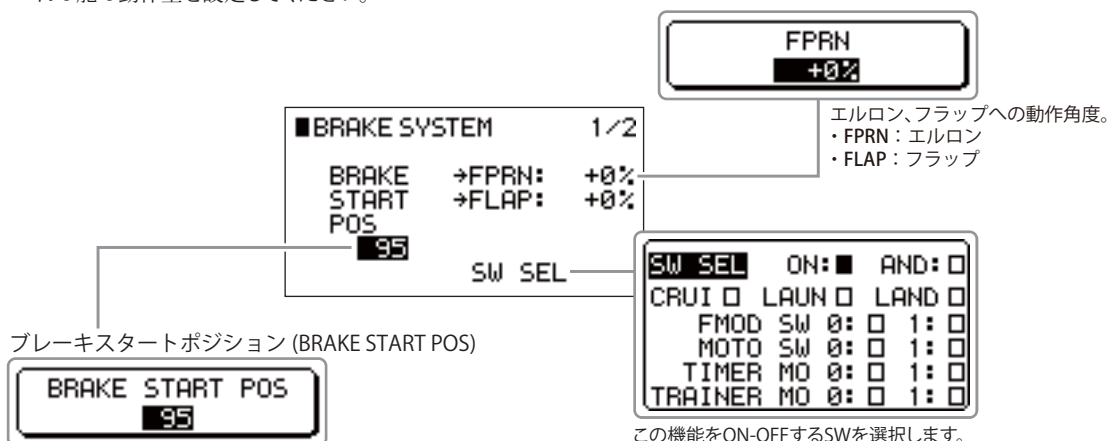 FPRN
+0%
エルロン、フラップへの動作角度。
・FPRN：エルロン
・FLAP：フラップ
■BRAKE SYSTEM 1/2
BRAKE →FPRN: +0%
START →FLAP: +0%
POS
95
SW SEL
SW SEL ON:■ AND:□
CRUI □ LAUN □ LAND □
FMOD SW 0:□ 1:□
MOTO SW 0:□ 1:□
TIMER MO 0:□ 1:□
TRAINER MO 0:□ 1:□
この機能をON-OFFするSWを選択します。
ブレーキスタートポジション (BRAKE START POS)
BRAKE START POS
95